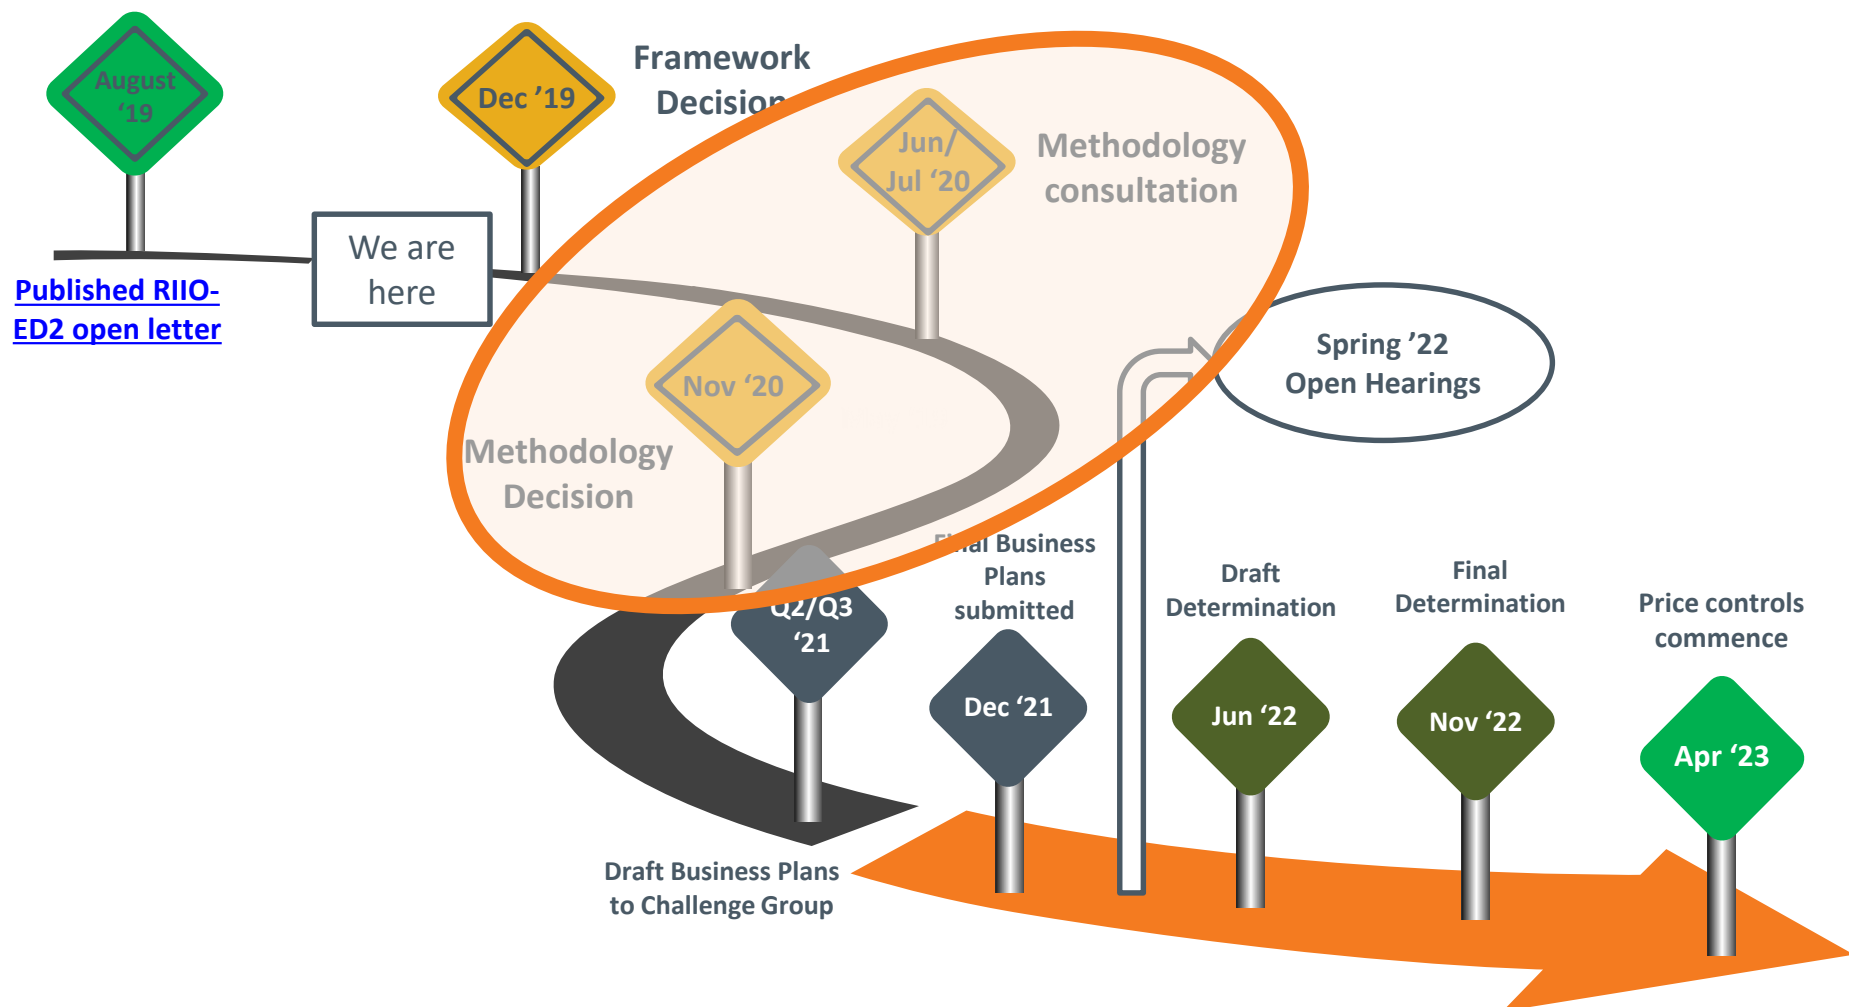 August
‘19
Dec ’19
Framework
Decision
Jun/
Jul ‘20
Methodology
consultation
We are
here
Published RIIO-
ED2 open letter
Spring ’22
Open Hearings
Nov ‘20
Methodology
Decision
Q2/Q3
‘21
Final Business
Plans
submitted
Draft
Determination
Final
Determination
Price controls
commence
Dec ‘21
Jun ‘22
Nov ‘22
Apr ‘23
Draft Business Plans
to Challenge Group